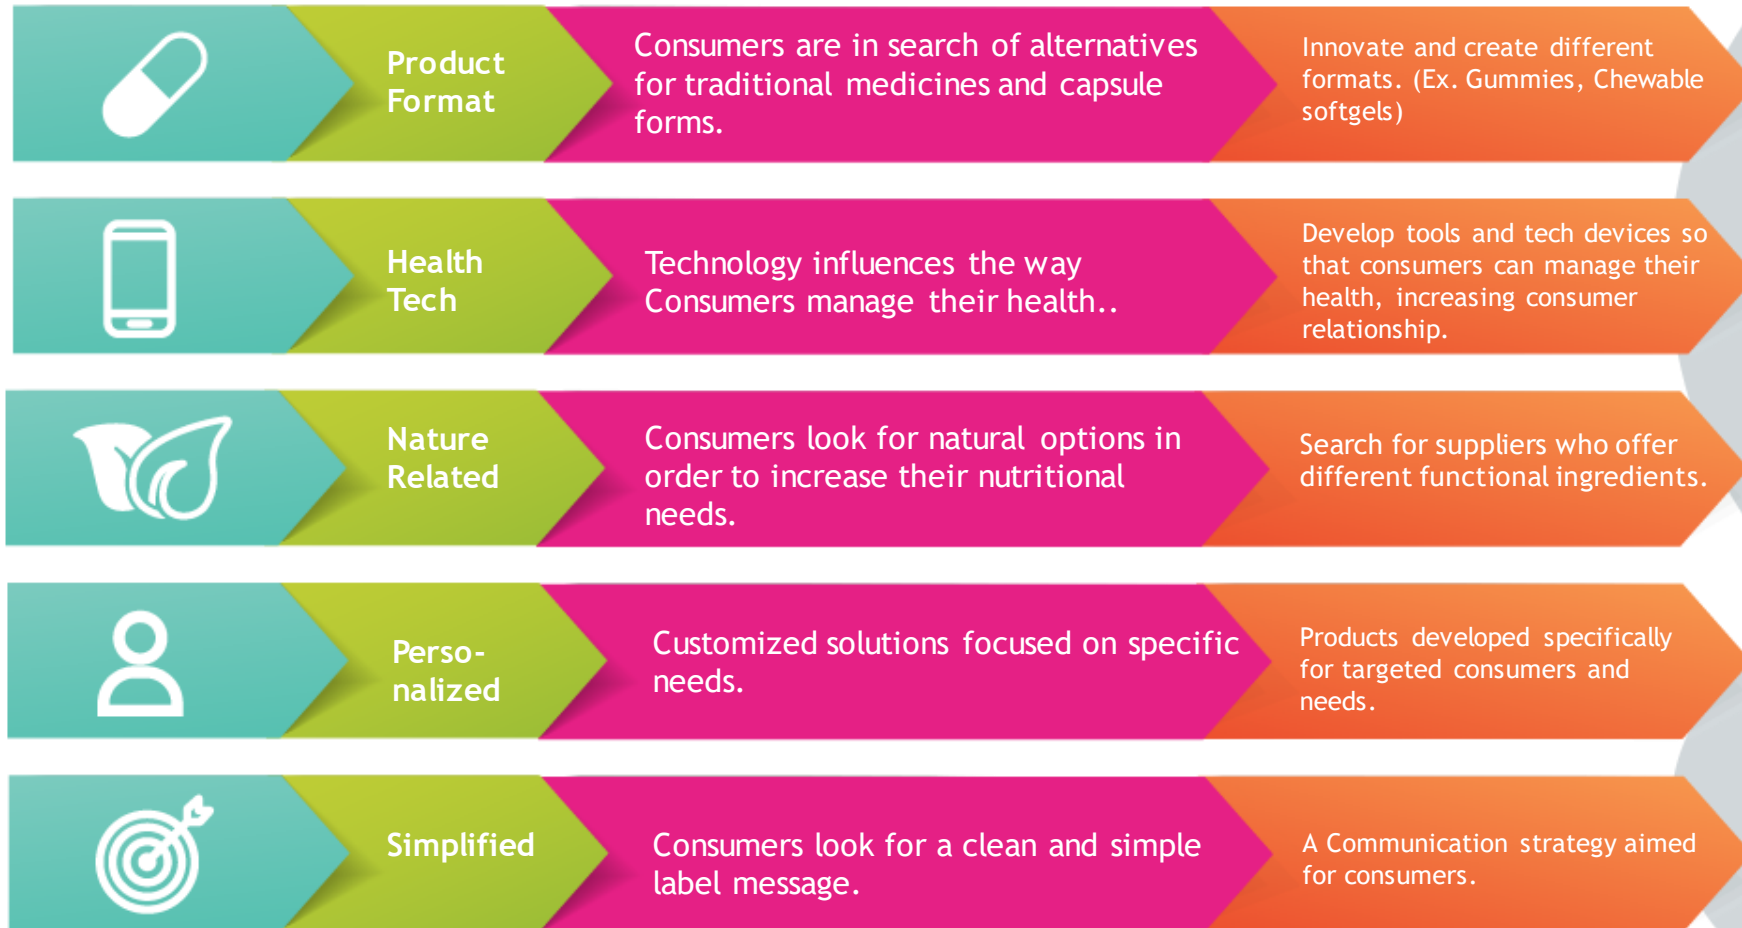 Product
Format
Consumers are in search of alternatives
for traditional medicines and capsule
forms.
Innovate and create different
formats. (Ex. Gummies, Chewable
softgels)
Health
Tech
Technology influences the way
Consumers manage their health..
Develop tools and tech devices so
that consumers can manage their
health, increasing consumer
relationship.
Nature
Related
Consumers look for natural options in
order to increase their nutritional
needs.
Search for suppliers who offer
different functional ingredients.
Perso-
nalized
Customized solutions focused on specific
needs.
Products developed specifically
for targeted consumers and
needs.
Simplified
Consumers look for a clean and simple
label message.
A Communication strategy aimed
for consumers.